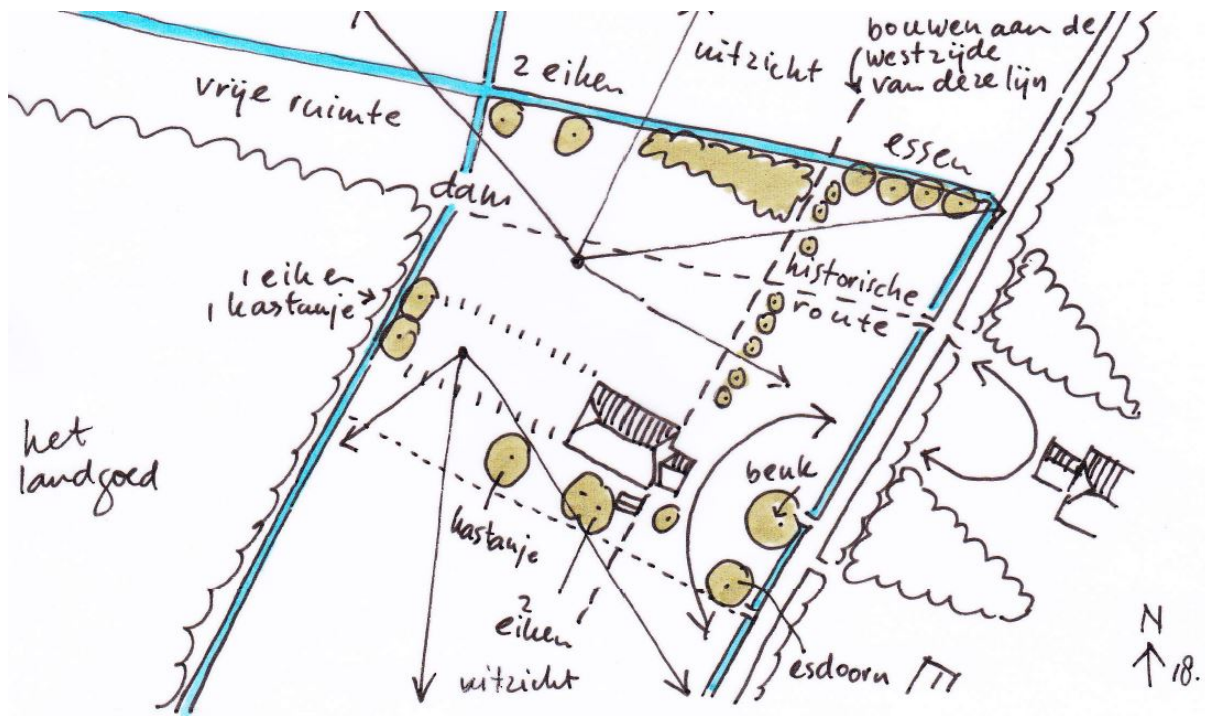 bouwen aan de
westzijde
van deze lijn
uitzicht
2 eiken
vrije ruimte
essen
dam
historische
route
1 eiken
1 kastanje
het
landgoed
beuk
kastanje
2
eiken
uitzicht
esdoorn
N
18.